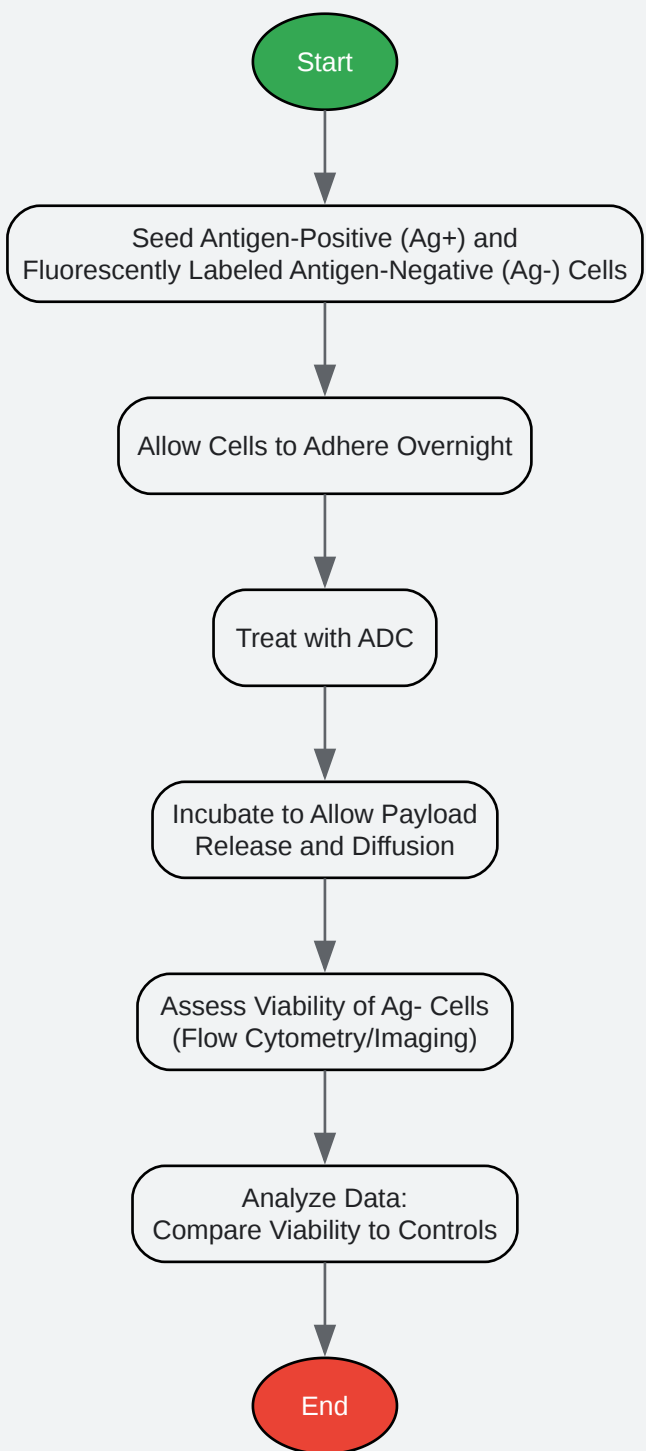 Start
Seed Antigen-Positive (Ag+) and
Fluorescently Labeled Antigen-Negative (Ag-) Cells
Allow Cells to Adhere Overnight
Treat with ADC
Incubate to Allow Payload
Release and Diffusion
Assess Viability of Ag- Cells
(Flow Cytometry/Imaging)
Analyze Data:
Compare Viability to Controls
End